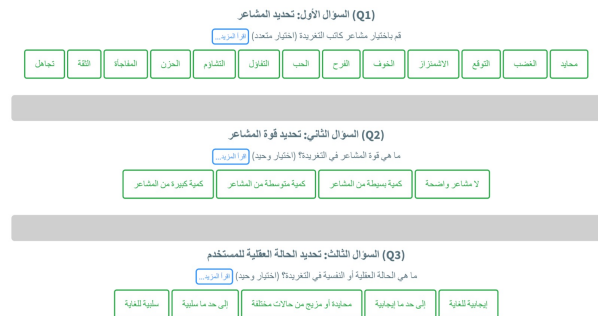 (Q1) السؤال الأول: تحديد المشاعر
قم باختيار مشاعر كاتب التغريدة (اختيار متعدد) اقرأ المزيد...
محايد الغضب التوقع الاشمئزاز الخوف الفرح الحب التفاؤل التشاؤم الحزن المفاجأة الثقة تجاهل
(Q2) السؤال الثاني: تحديد قوة المشاعر
ما هي قوة المشاعر في التغريدة؟ (اختيار وحيد) اقرأ المزيد...
لا مشاعر واضحة كمية بسيطة من المشاعر كمية متوسطة من المشاعر كمية كبيرة من المشاعر
(Q3) السؤال الثالث: تحديد الحالة العقلية للمستخدم
ما هي الحالة العقلية أو النفسية في التغريدة؟ (اختيار وحيد) اقرأ المزيد...
إيجابية للغاية إلى حد ما إيجابية محايدة أو مزيج من حالات مختلفة إلى حد ما سلبية سلبية للغاية